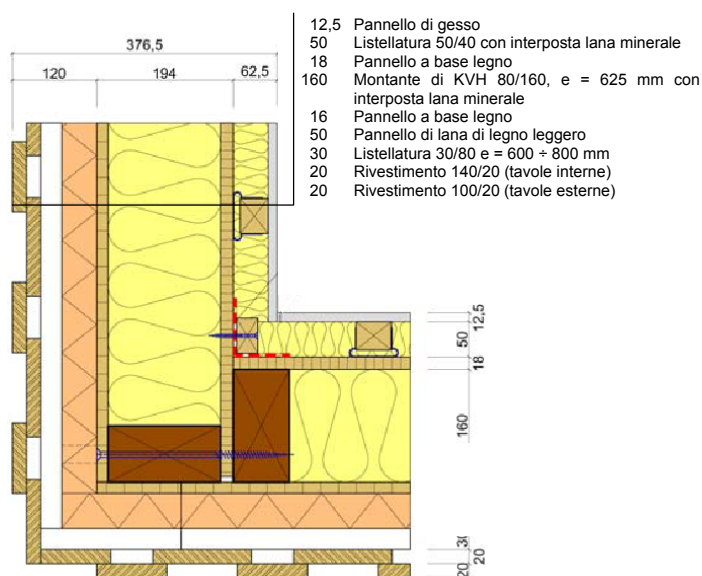 12,5 Pannello di gesso
50 Listellatura 50/40 con interposta lana minerale
18 Pannello a base legno
160 Montante di KVH 80/160, e = 625 mm con
interposta lana minerale
16 Pannello a base legno
50 Pannello di lana di legno leggero
30 Listellatura 30/80 e = 600 ÷ 800 mm
20 Rivestimento 140/20 (tavole interne)
20 Rivestimento 100/20 (tavole esterne)
376,5
120 194 62,5
12,5
50
18
160
20
20